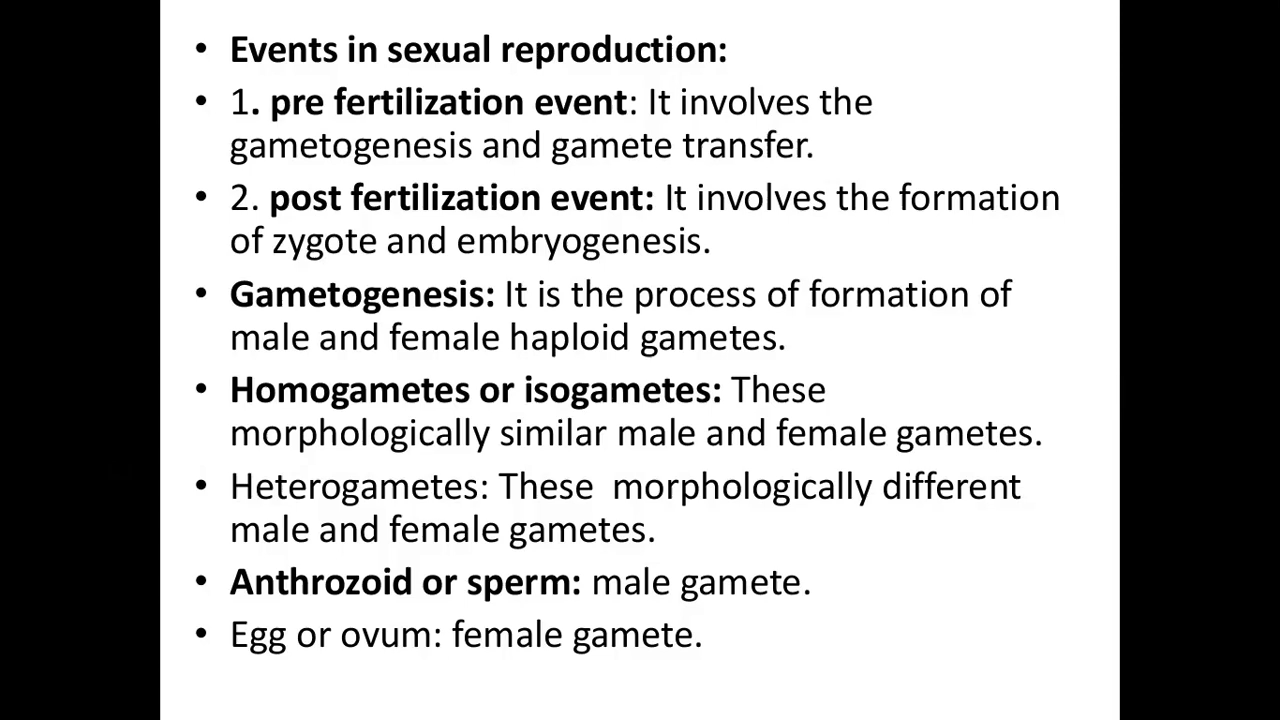 • Events in sexual reproduction:
• 1. pre fertilization event: It involves the
gametogenesis and gamete transfer.
• 2. post fertilization event: It involves the formation
of zygote and embryogenesis.
• Gametogenesis: It is the process of formation of
male and female haploid gametes.
• Homogametes or isogametes: These
morphologically similar male and female gametes.
• Heterogametes: These  morphologically different
male and female gametes.
• Anthrozoid or sperm: male gamete.
• Egg or ovum: female gamete.